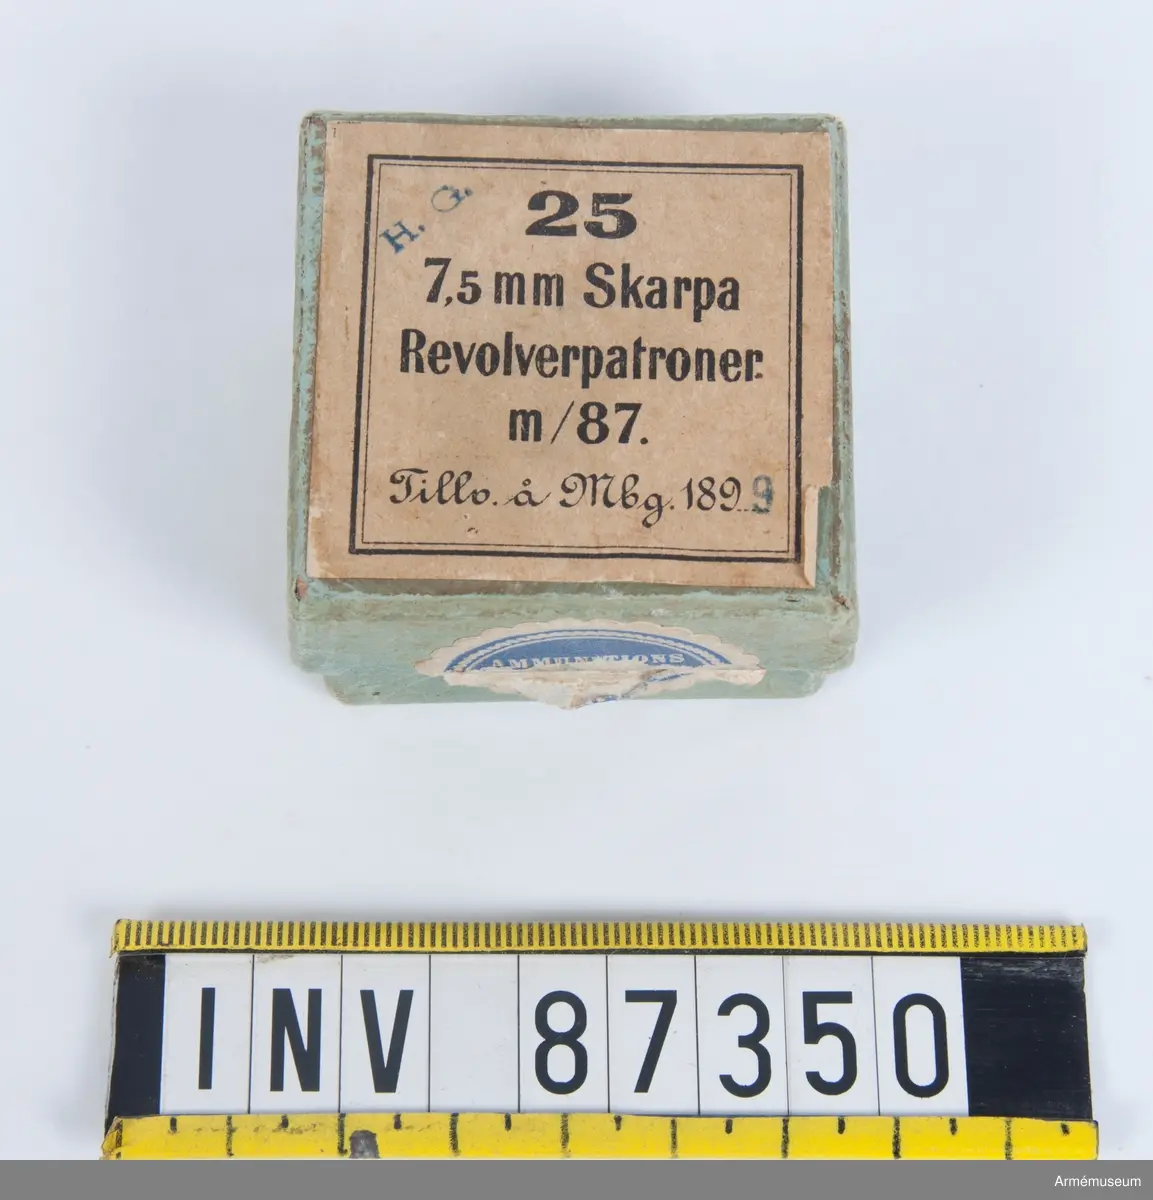 H. G.
25
7,5 mm Skarpa
Revolverpatroner.
m/87.
Tillv. å Mbg. 1899
AMMUNITIONS
INV 87350
Armémuseum